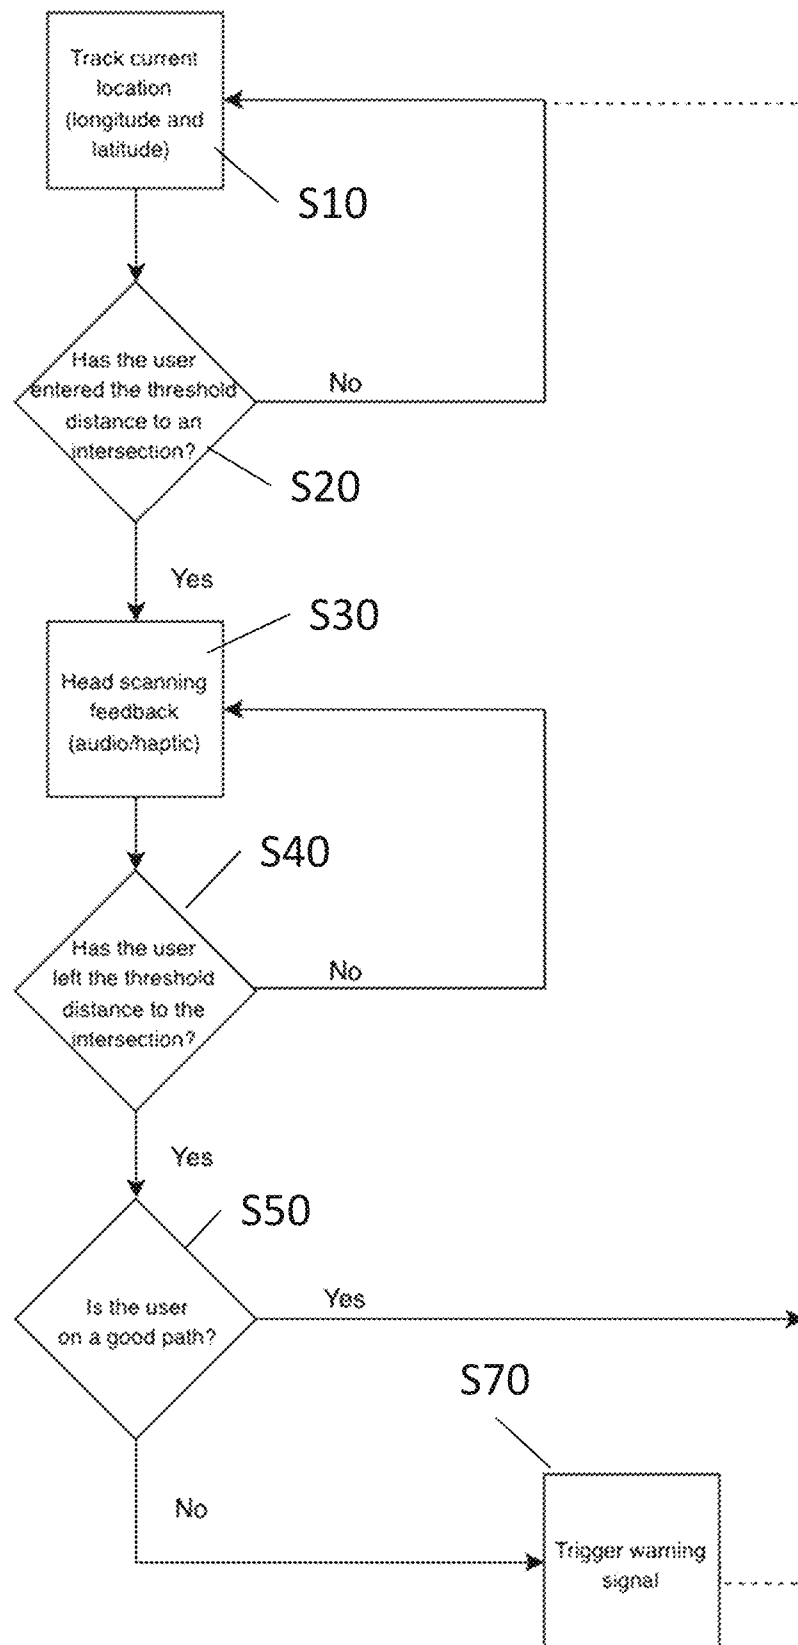 Track current
location
(longitude and
latitude)
S10
Has the user
entered the threshold
distance to an
intersection?
No
S20
Yes
S30
Head scanning
feedback
(audio/haptic)
S40
Has the user
left the threshold
distance to the
intersection?
No
Yes
S50
Is the user
on a good path?
Yes
S70
No
Trigger warning
signal